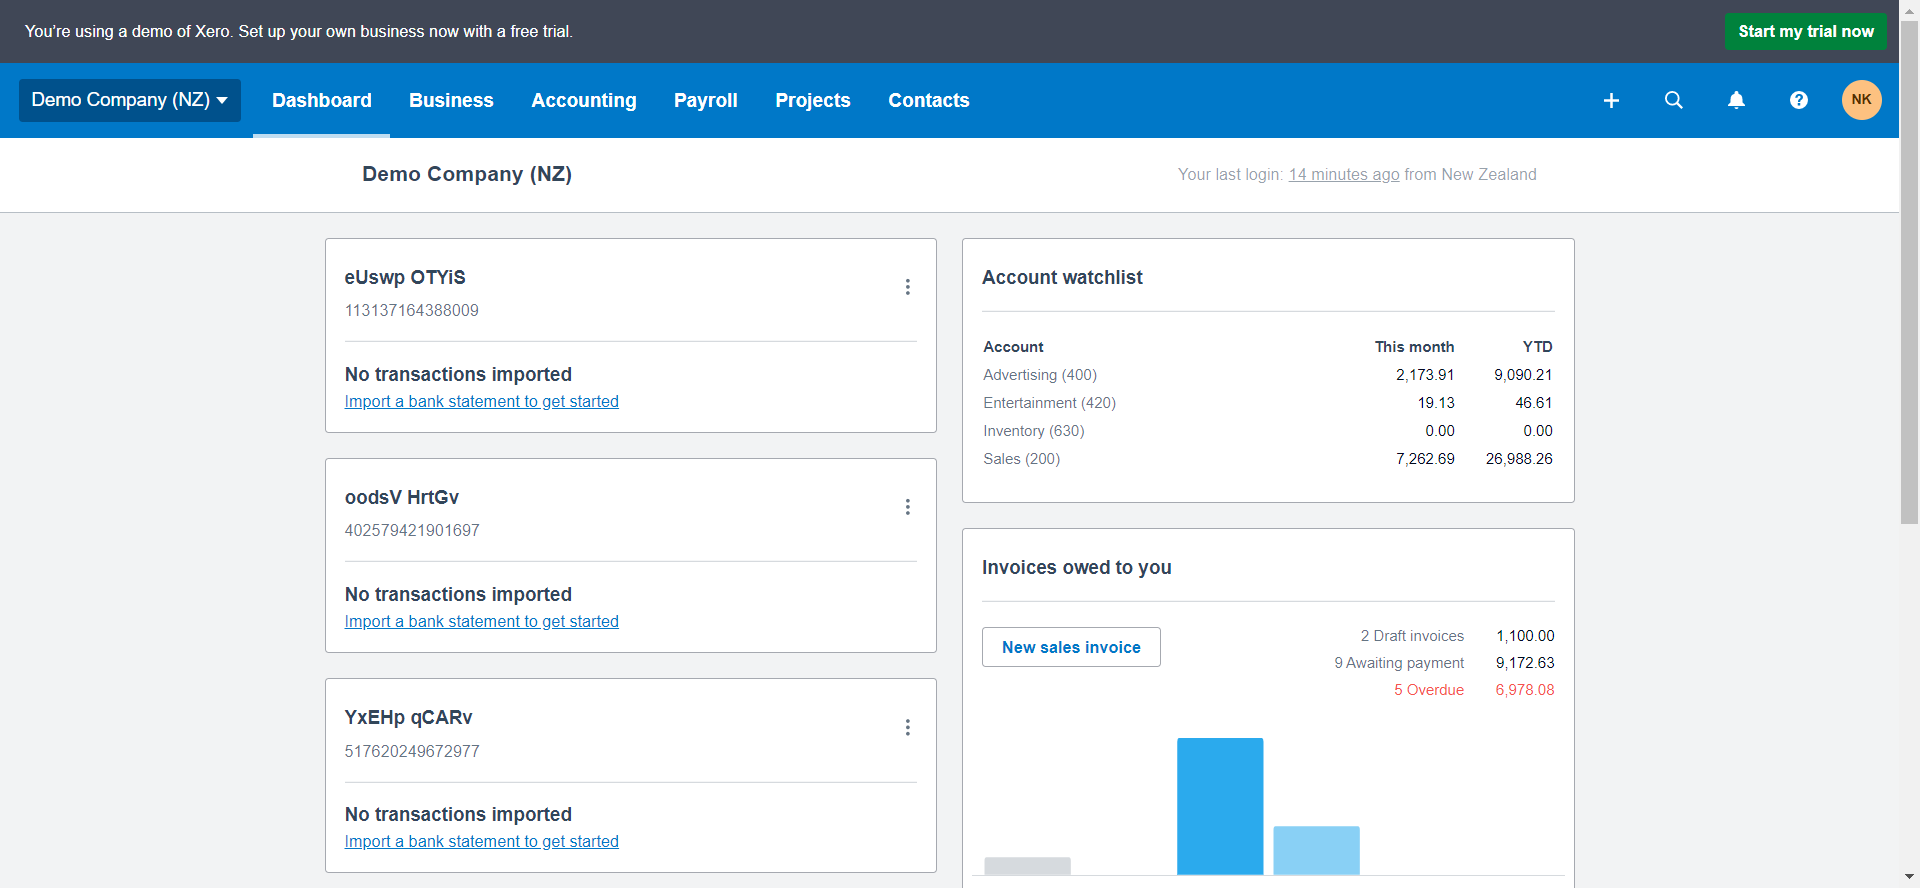 You're using a demo of Xero. Set up your own business now with a free trial.
Start my trial now
Demo Company (NZ)
Dashboard
Business
Accounting
Payroll
Projects
Contacts
NK
Demo Company (NZ)
Your last login: 14 minutes ago from New Zealand
eUswp OTYiS
113137164388009
No transactions imported
Import a bank statement to get started
oodsV HrtGv
402579421901697
No transactions imported
Import a bank statement to get started
YxEHp qCARv
517620249672977
No transactions imported
Import a bank statement to get started
Account watchlist
Account This month YTD
Advertising (400) 2,173.91 9,090.21
Entertainment (420) 19.13 46.61
Inventory (630) 0.00 0.00
Sales (200) 7,262.69 26,988.26
Invoices owed to you
New sales invoice
2 Draft invoices 1,100.00
9 Awaiting payment 9,172.63
5 Overdue 6,978.08